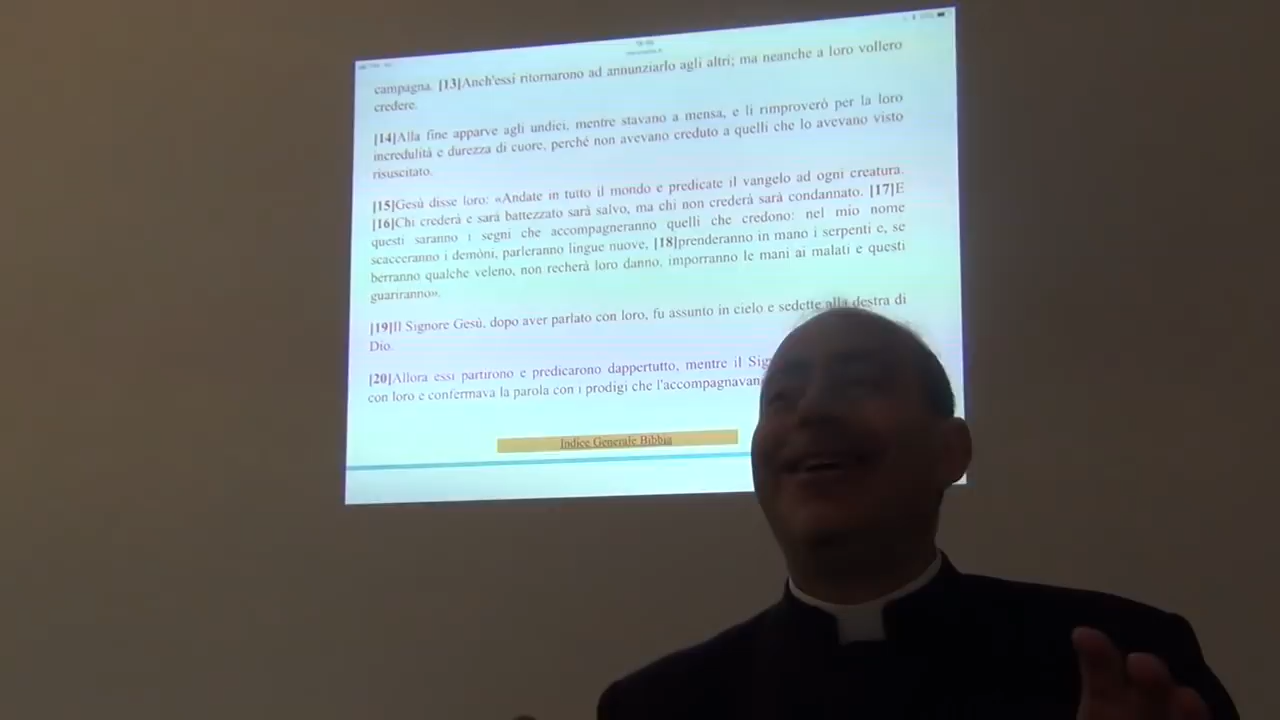 campagna. [13]Anch'essi ritornarono ad annunziarlo agli altri; ma neanche a loro vollero
credere.
[14]Alla fine apparve agli undici, mentre stavano a mensa, e li rimproverò per la loro
incredulità e durezza di cuore, perché non avevano creduto a quelli che lo avevano visto
risuscitato.
[15]Gesù disse loro: «Andate in tutto il mondo e predicate il vangelo ad ogni creatura.
[16]Chi crederà e sarà battezzato sarà salvo, ma chi non crederà sarà condannato. [17]E
questi saranno i segni che accompagneranno quelli che credono: nel mio nome
scacceranno i demòni, parleranno lingue nuove, [18]prenderanno in mano i serpenti e, se
berranno qualche veleno, non recherà loro danno, imporranno le mani ai malati e questi
guariranno».
[19]Il Signore Gesù, dopo aver parlato con loro, fu assunto in cielo e sedette alla destra di
Dio.
[20]Allora essi partirono e predicarono dappertutto, mentre il Sig
con loro e confermava la parola con i prodigi che l'accompagnavan
Indice Generale Bibbia